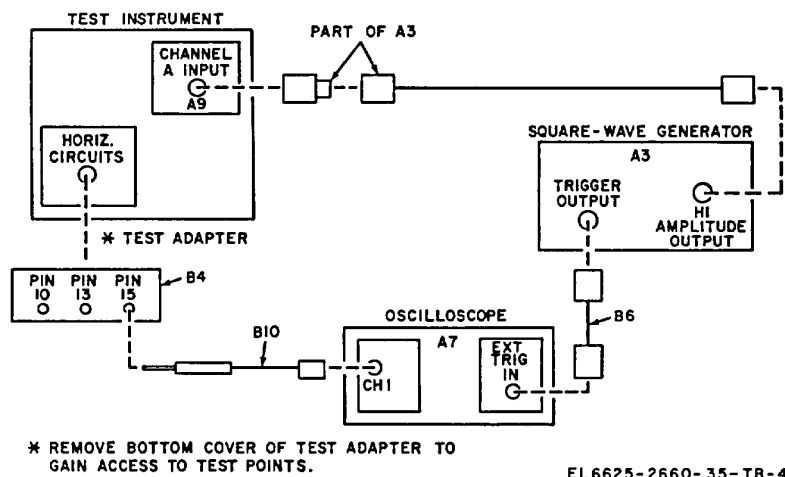 TEST INSTRUMENT
CHANNEL
A INPUT
A9
PART OF A3
HORIZ.
CIRCUITS
SQUARE-WAVE GENERATOR
A3
TRIGGER
OUTPUT
HI
AMPLITUDE
OUTPUT
* TEST ADAPTER
PIN PIN PIN
10 13 15
B4
B10
OSCILLOSCOPE
A7
CH 1
EXT
TRIG
IN
B6
* REMOVE BOTTOM COVER OF TEST ADAPTER TO
GAIN ACCESS TO TEST POINTS.
EL6625-2660-35-TB-4